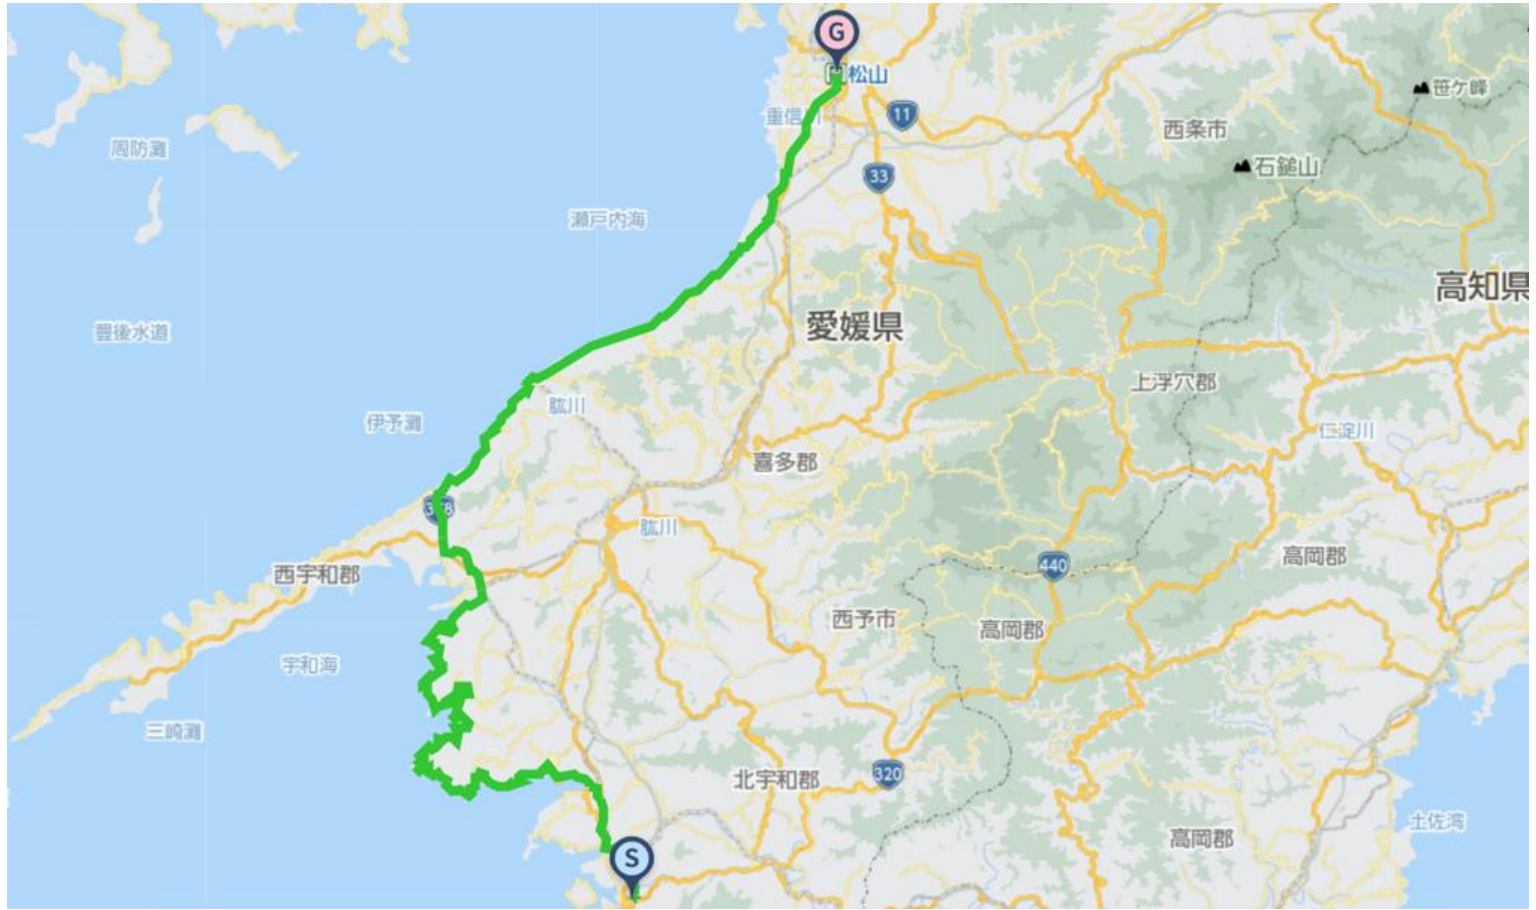 G
松山
笹ケ峰
重信川
11
西条市
周防灘
石鎚山
33
瀬戸内海
高知県
豊後水道
愛媛県
上浮穴郡
肱川
伊予灘
仁淀川
喜多郡
378
肱川
高岡郡
440
西宇和郡
西予市
高岡郡
宇和海
三崎灘
320
北宇和郡
土佐湾
高岡郡
S